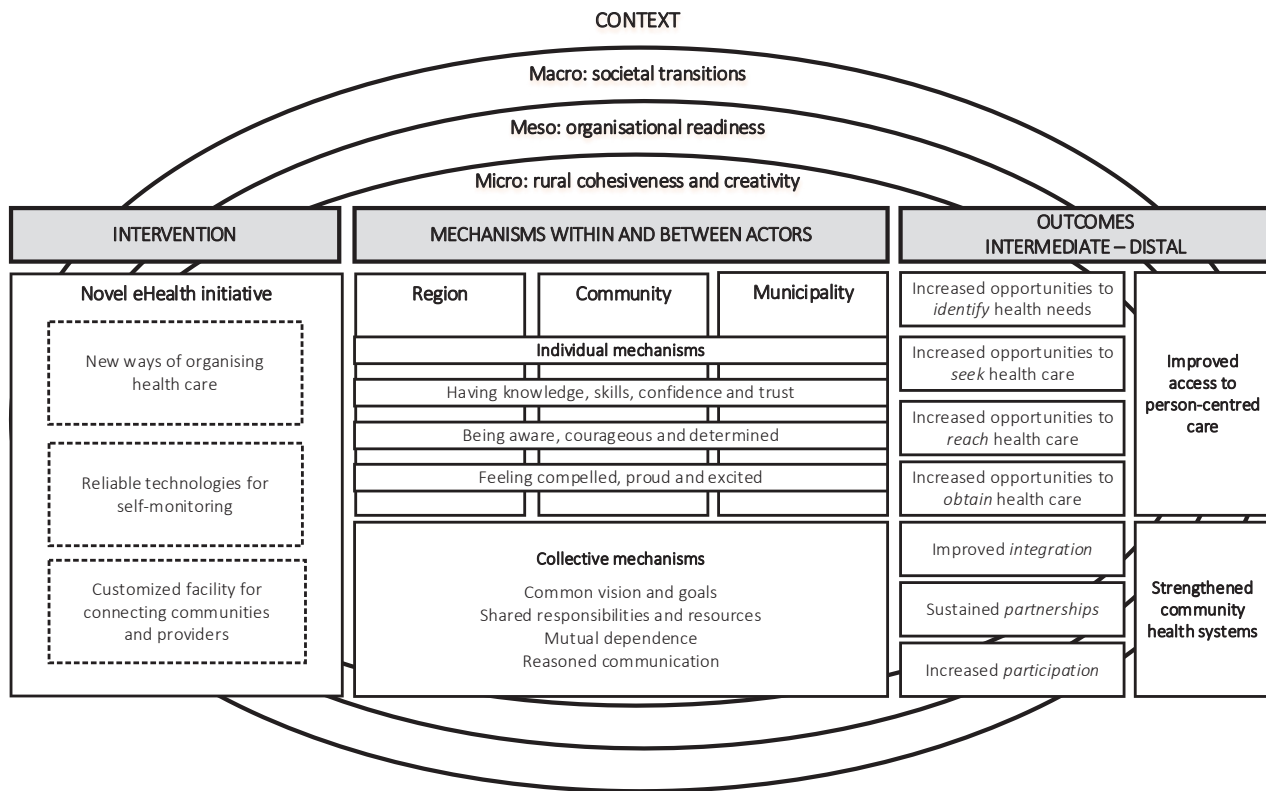 CONTEXT
Macro: societal transitions
Meso: organisational readiness
Micro: rural cohesiveness and creativity
INTERVENTION
MECHANISMS WITHIN AND BETWEEN ACTORS
OUTCOMES
INTERMEDIATE – DISTAL
Novel eHealth initiative
New ways of organising
health care
Reliable technologies for
self-monitoring
Customized facility for
connecting communities
and providers
Region
Community
Municipality
Individual mechanisms
Having knowledge, skills, confidence and trust
Being aware, courageous and determined
Feeling compelled, proud and excited
Collective mechanisms
Common vision and goals
Shared responsibilities and resources
Mutual dependence
Reasoned communication
Increased opportunities to
identify health needs
Increased opportunities to
seek health care
Increased opportunities to
reach health care
Increased opportunities to
obtain health care
Improved integration
Sustained partnerships
Increased participation
Improved
access to
person-centred
care
Strengthened
community
health systems